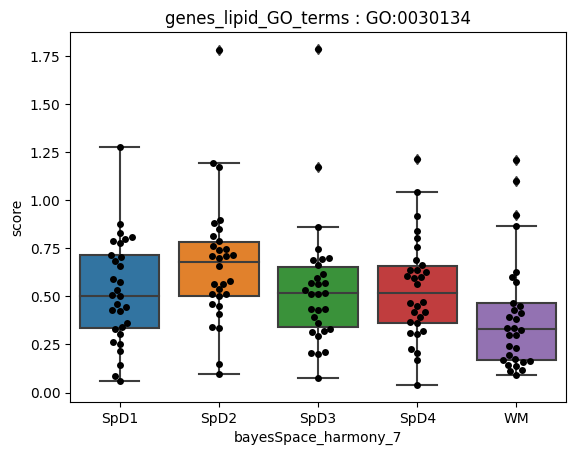 genes_lipid_GO_terms : GO:0030134
1.75
1.50
1.25
1.00
0.75
0.50
0.25
0.00
score
SpD1 SpD2 SpD3 SpD4 WM
bayesSpace_harmony_7